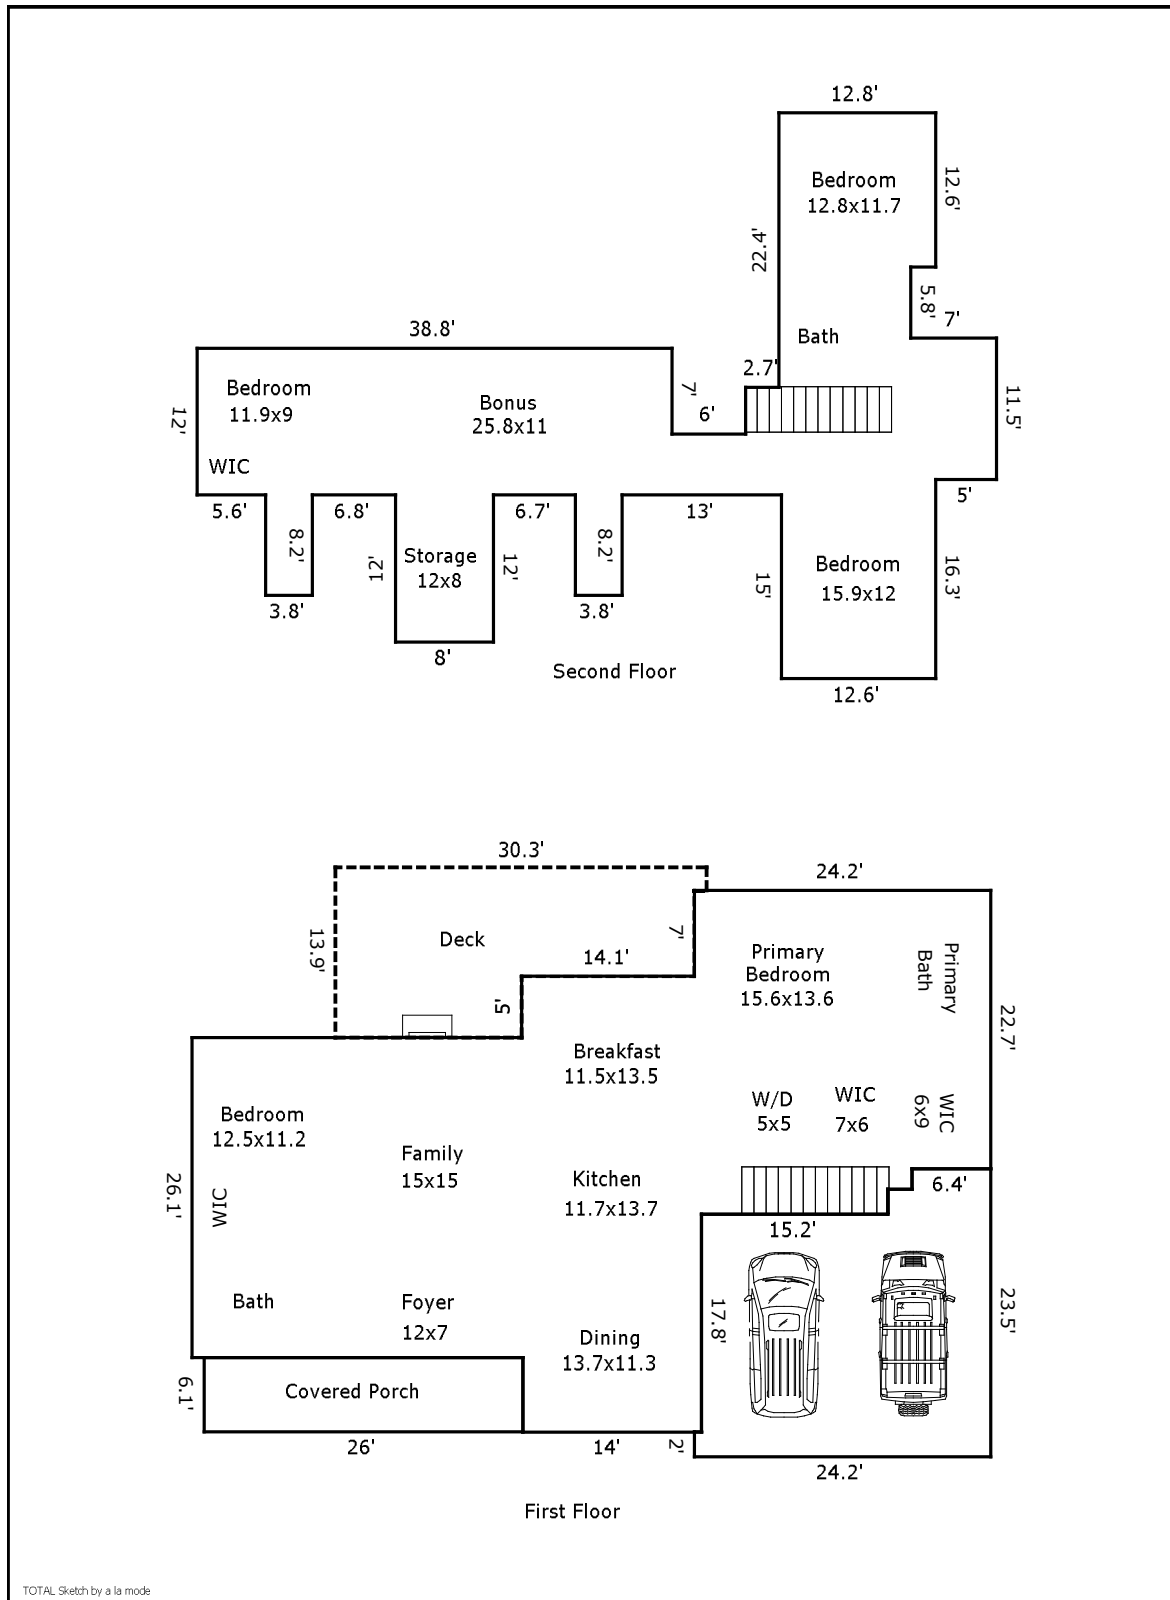 12.8'
Bedroom
12.8x11.7
12.6'
22.4'
5.8'
7'
Bath
38.8'
2.7'
7'
6'
Bedroom
11.9x9
Bonus
25.8x11
12'
11.5'
WIC
5.6'
6.8'
6.7'
13'
5'
8.2'
12'
Storage
12x8
12'
8.2'
15'
Bedroom
15.9x12
16.3'
3.8'
3.8'
8'
Second Floor
12.6'
30.3'
24.2'
13.9'
Deck
14.1'
7'
5'
Primary
Bedroom
15.6x13.6
Primary
Bath
22.7'
Breakfast
11.5x13.5
Bedroom
12.5x11.2
W/D
5x5
WIC
7x6
WIC
6x9
Family
15x15
Kitchen
11.7x13.7
6.4'
26.1'
WIC
15.2'
Bath
Foyer
12x7
17.8'
23.5'
Dining
13.7x11.3
6.1'
Covered Porch
26'
14'
2'
24.2'
First Floor
TOTAL Sketch by a la mode